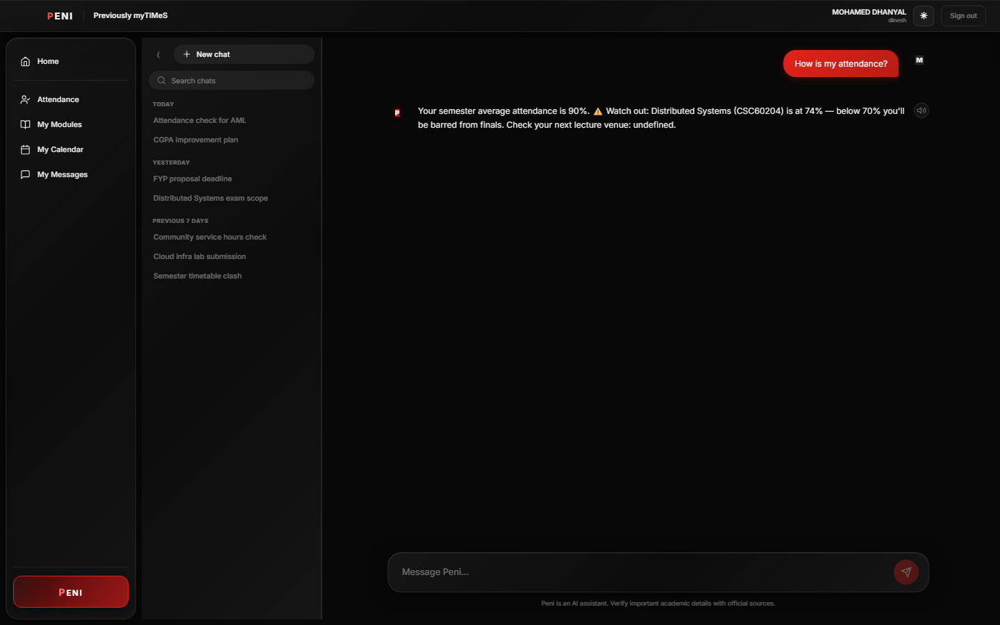 PENI
Previously myTIMeS
MOHAMED DHANYAL
dinesh
Sign out
Home
Attendance
My Modules
My Calendar
My Messages
PENI
New chat
Search chats
TODAY
Attendance check for AML
CGPA improvement plan
YESTERDAY
FYP proposal deadline
Distributed Systems exam scope
PREVIOUS 7 DAYS
Community service hours check
Cloud infra lab submission
Semester timetable clash
How is my attendance?
M
P
Your semester average attendance is 90%. ⚠️ Watch out: Distributed Systems (CSC60204) is at 74% — below 70% you'll
be barred from finals. Check your next lecture venue: undefined.
Message Peni...
Peni is an AI assistant. Verify important academic details with official sources.